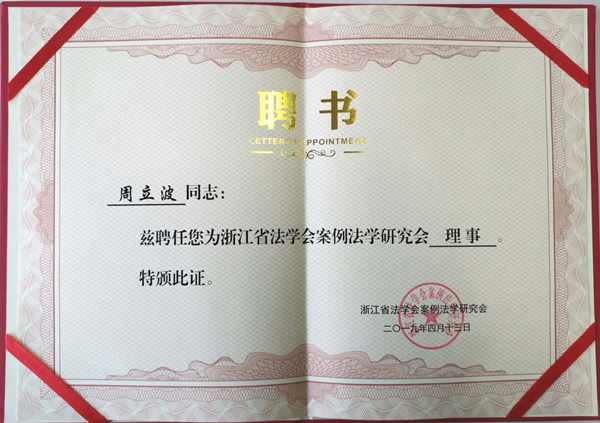 聘书
LETTER OF APPOINTMENT
周立波同志：
兹聘任您为浙江省法学会案例法学研究会 理事 。
特颁此证。
浙江省法学会案例法学研究会
二〇一九年四月十三日